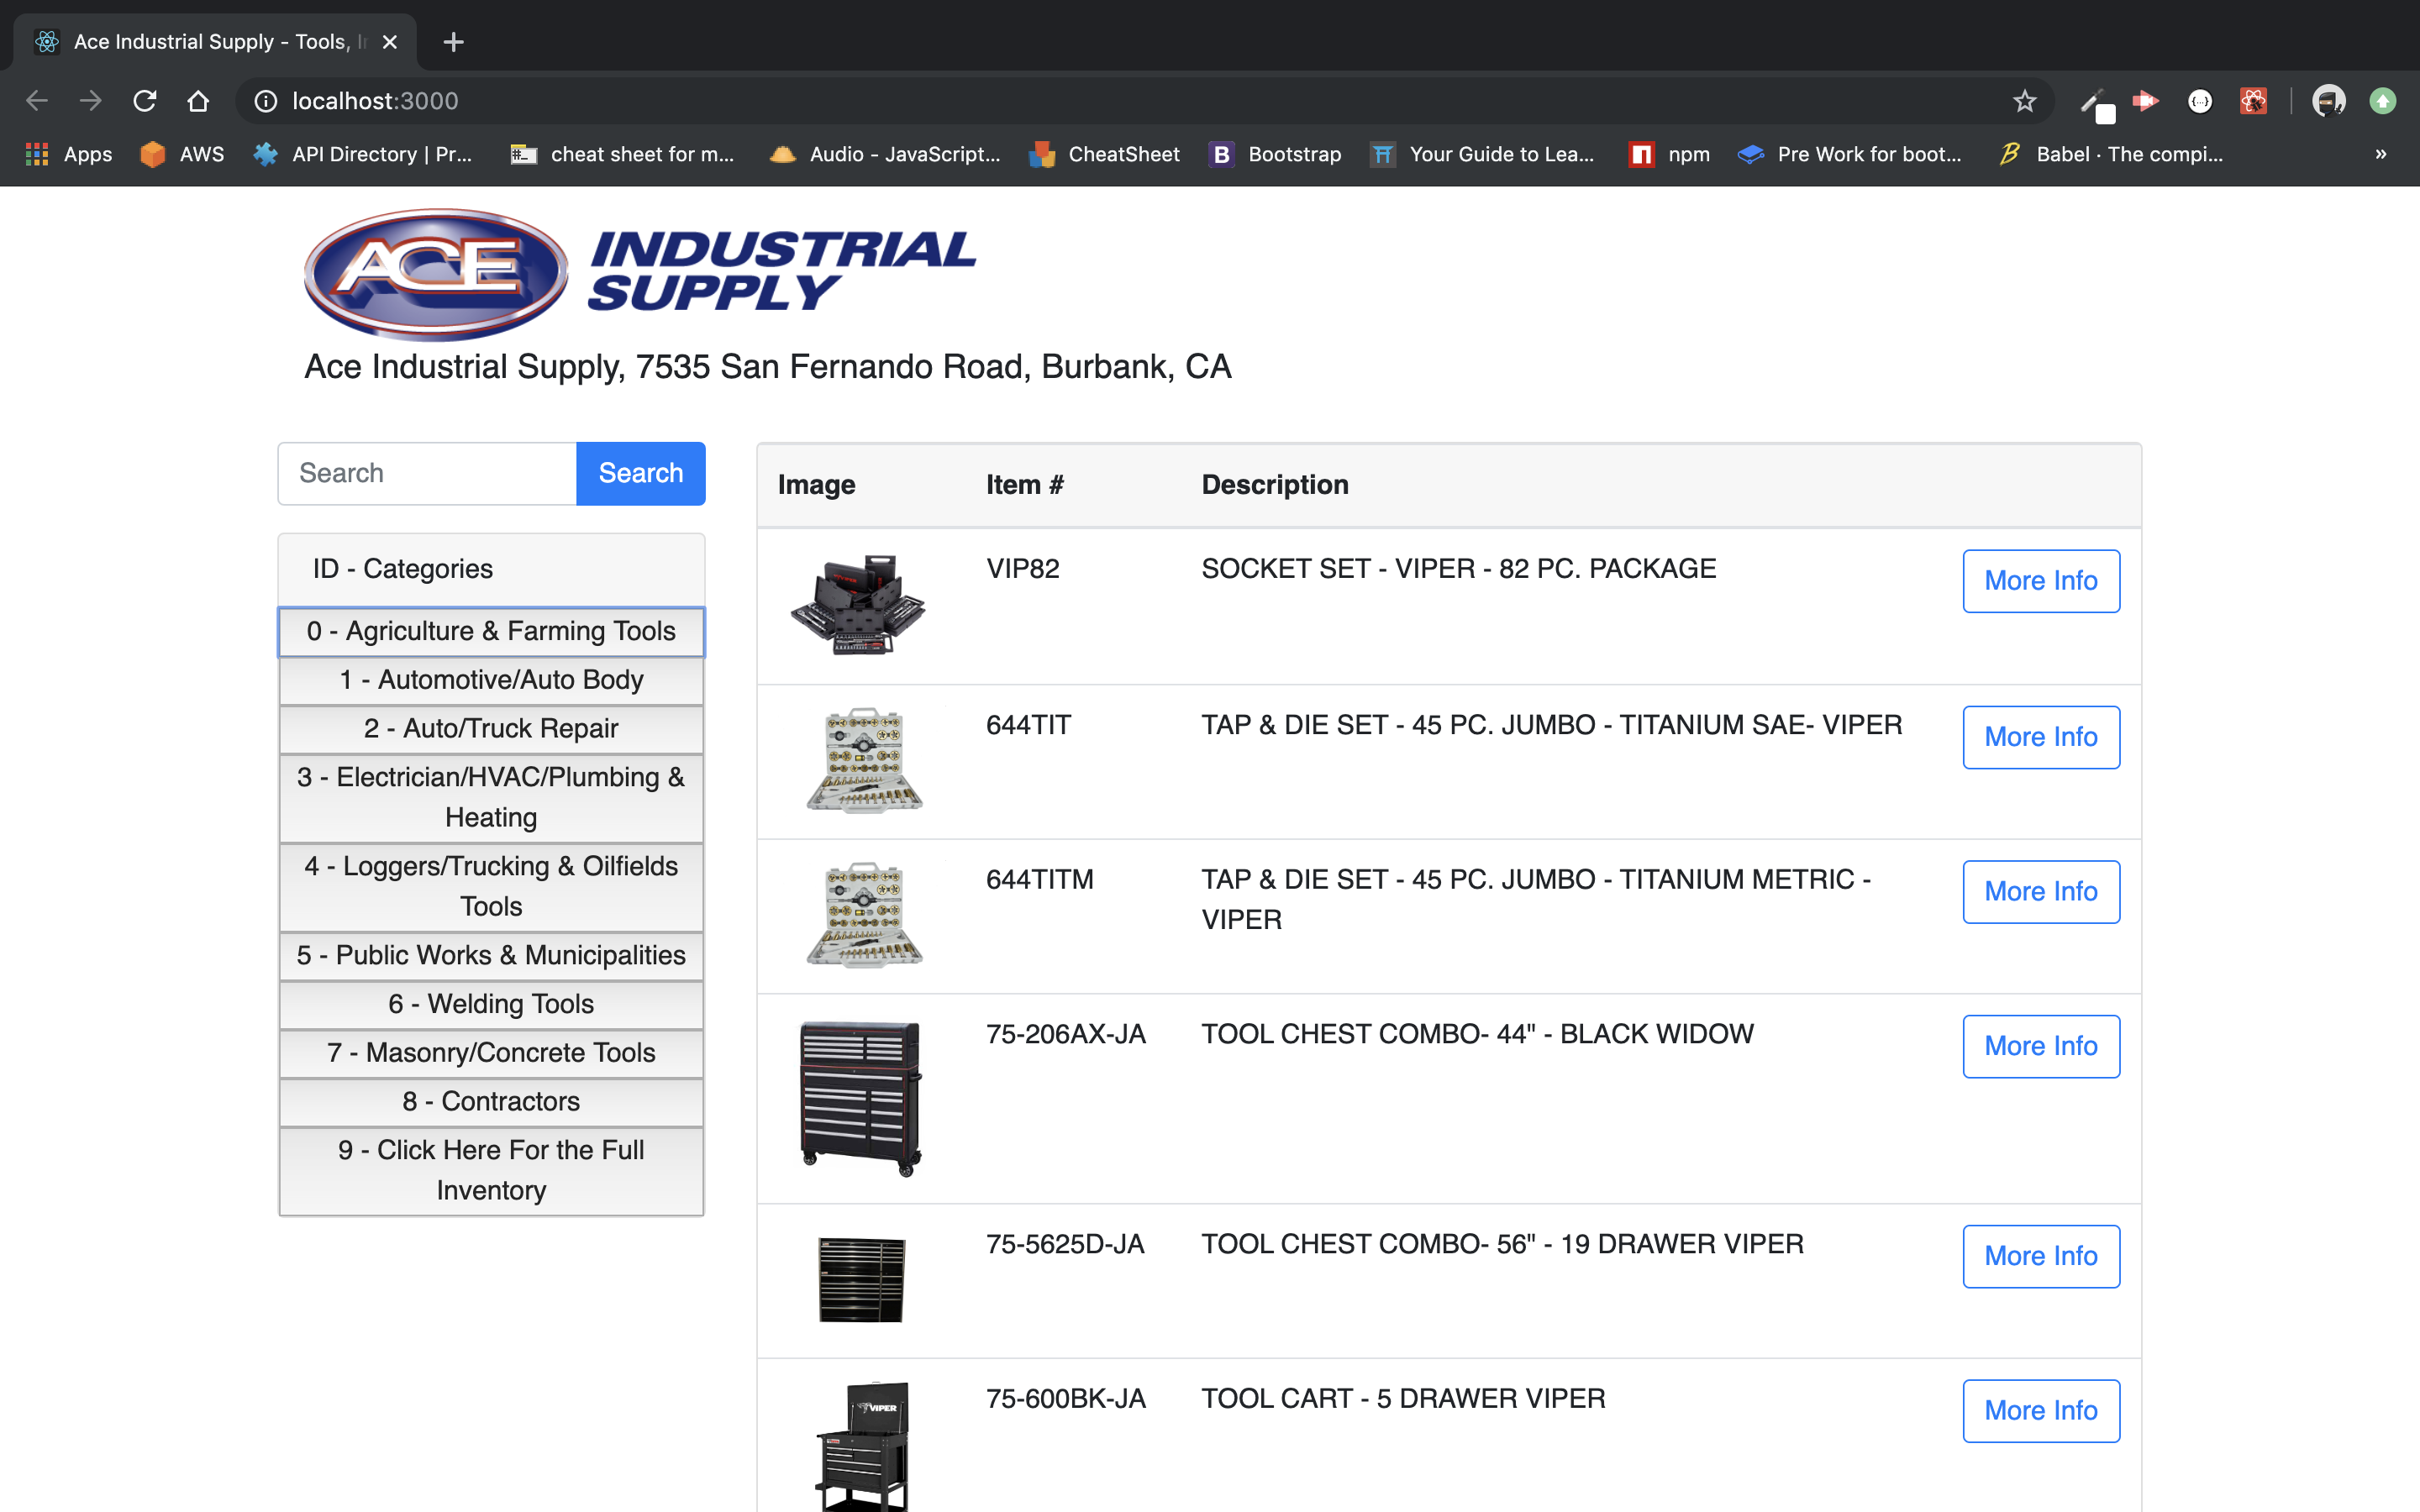 Ace Industrial Supply - Tools, I
localhost:3000
Apps
AWS
API Directory | Pr...
cheat sheet for m...
Audio - JavaScript...
CheatSheet
Bootstrap
Your Guide to Lea...
npm
Pre Work for boot...
Babel · The compi...
»
ACE INDUSTRIAL
SUPPLY
Ace Industrial Supply, 7535 San Fernando Road, Burbank, CA
Search
Search
ID - Categories
0 - Agriculture & Farming Tools
1 - Automotive/Auto Body
2 - Auto/Truck Repair
3 - Electrician/HVAC/Plumbing &
Heating
4 - Loggers/Trucking & Oilfields
Tools
5 - Public Works & Municipalities
6 - Welding Tools
7 - Masonry/Concrete Tools
8 - Contractors
9 - Click Here For the Full
Inventory
Image Item # Description
VIP82 SOCKET SET - VIPER - 82 PC. PACKAGE More Info
644TIT TAP & DIE SET - 45 PC. JUMBO - TITANIUM SAE- VIPER More Info
644TITM TAP & DIE SET - 45 PC. JUMBO - TITANIUM METRIC - More Info
VIPER
75-206AX-JA TOOL CHEST COMBO- 44" - BLACK WIDOW More Info
75-5625D-JA TOOL CHEST COMBO- 56" - 19 DRAWER VIPER More Info
75-600BK-JA TOOL CART - 5 DRAWER VIPER More Info
VIPER